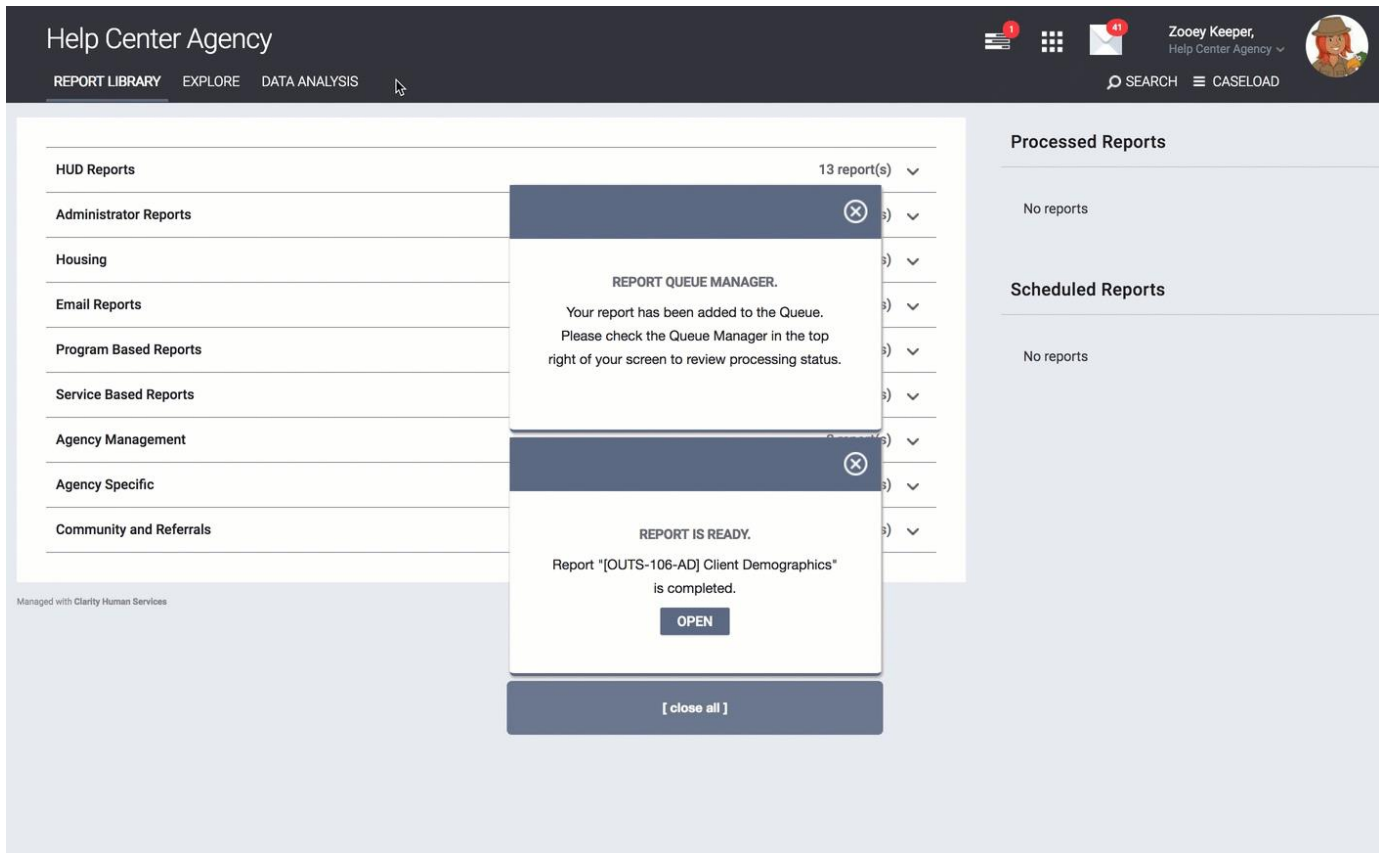 Help Center Agency
1
41
Zooey Keeper,
Help Center Agency
REPORT LIBRARY EXPLORE DATA ANALYSIS
SEARCH CASELOAD
HUD Reports 13 report(s)
Administrator Reports s)
Housing s)
Email Reports s)
Program Based Reports s)
Service Based Reports s)
Agency Management report(s)
Agency Specific s)
Community and Referrals s)
Managed with Clarity Human Services
REPORT QUEUE MANAGER.
Your report has been added to the Queue.
Please check the Queue Manager in the top
right of your screen to review processing status.
REPORT IS READY.
Report "[OUTS-106-AD] Client Demographics"
is completed.
OPEN
[ close all ]
Processed Reports
No reports
Scheduled Reports
No reports